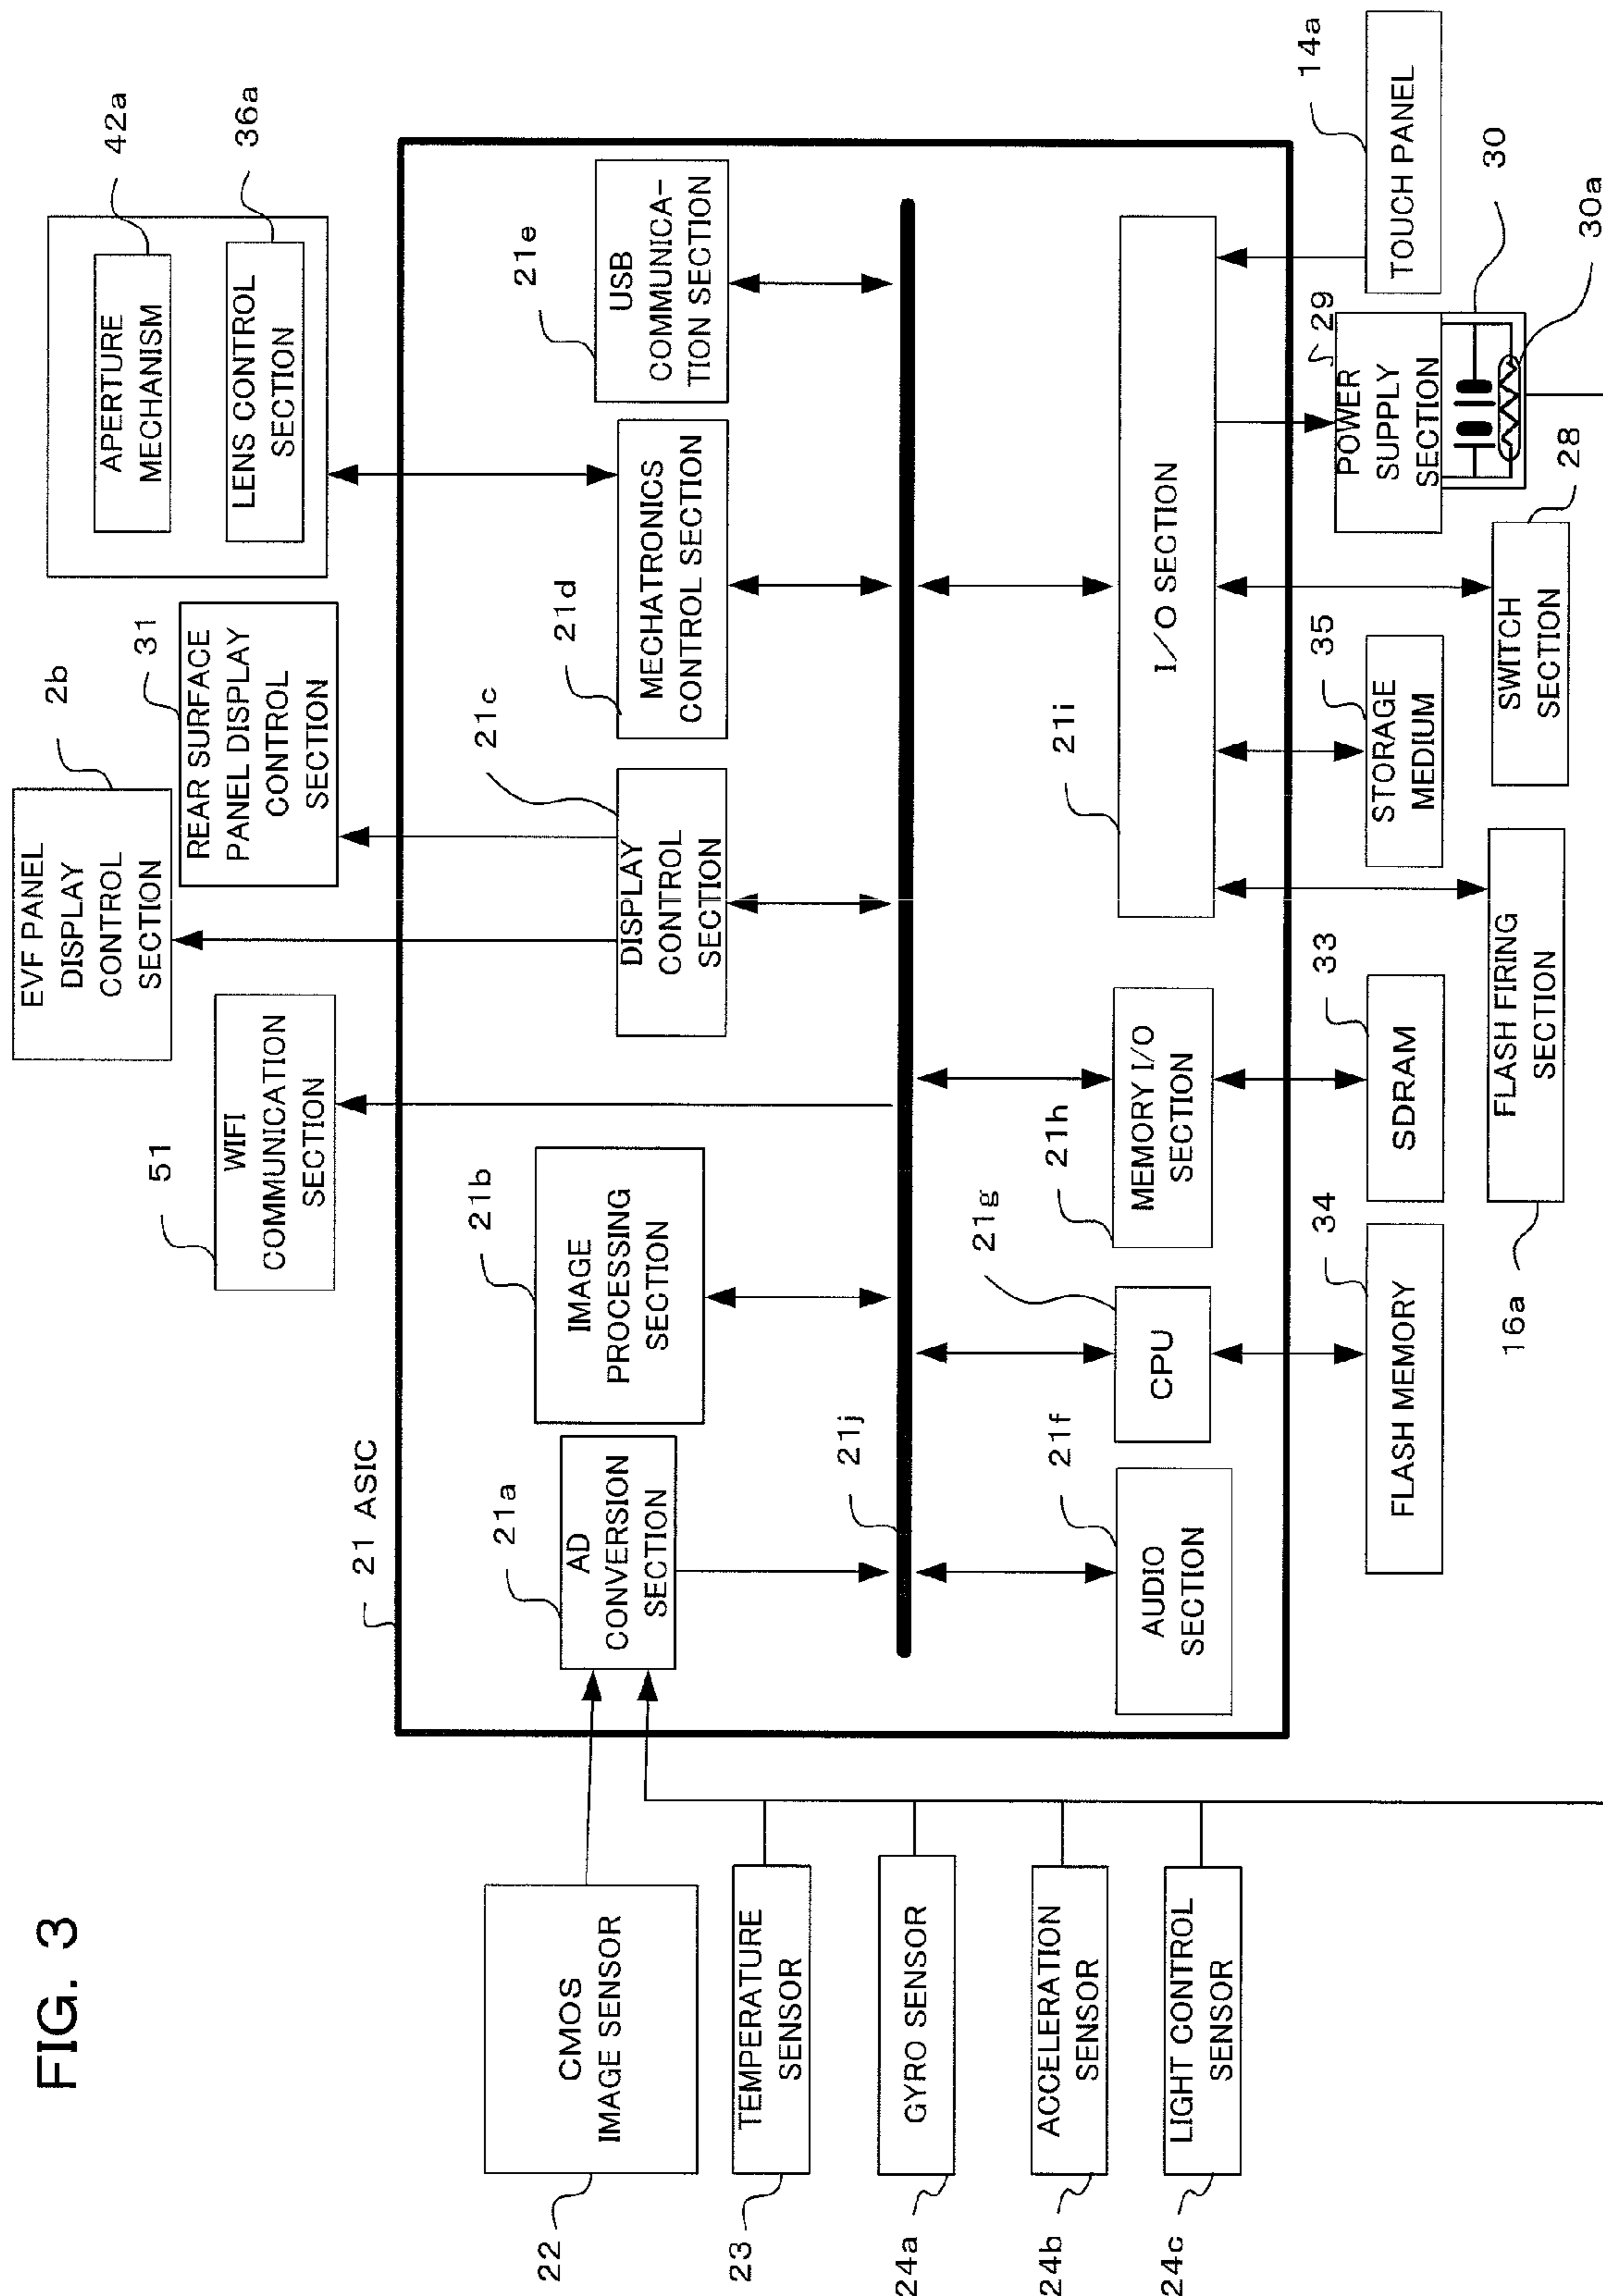 FIG. 3
42a
APERTURE
MECHANISM
36a
LENS CONTROL
SECTION
2b
EVF PANEL
DISPLAY
CONTROL
SECTION
31
REAR SURFACE
PANEL DISPLAY
CONTROL
SECTION
51
WIFI
COMMUNICATION
SECTION
21 ASIC
21a
AD
CONVERSION
SECTION
21b
IMAGE
PROCESSING
SECTION
21c
DISPLAY
CONTROL
SECTION
21d
MECHATRONICS
CONTROL SECTION
21e
USB
COMMUNICA-
TION SECTION
21j
21f
AUDIO
SECTION
21g
CPU
21h
MEMORY I/O
SECTION
21i
I/O SECTION
22
CMOS
IMAGE SENSOR
23
TEMPERATURE
SENSOR
24a
GYRO SENSOR
24b
ACCELERATION
SENSOR
24c
LIGHT CONTROL
SENSOR
34
FLASH MEMORY
33
SDRAM
16a
FLASH FIRING
SECTION
35
STORAGE
MEDIUM
28
SWITCH
SECTION
29
POWER
SUPPLY
SECTION
30
30a
14a
TOUCH PANEL